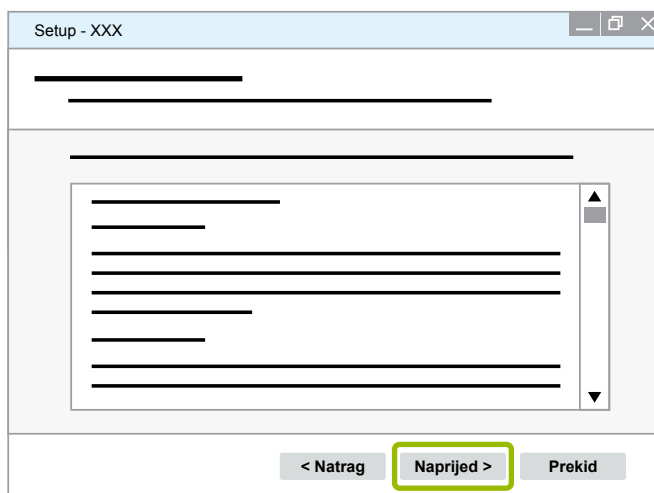 Setup - XXX
< Natrag
Naprijed >
Prekid